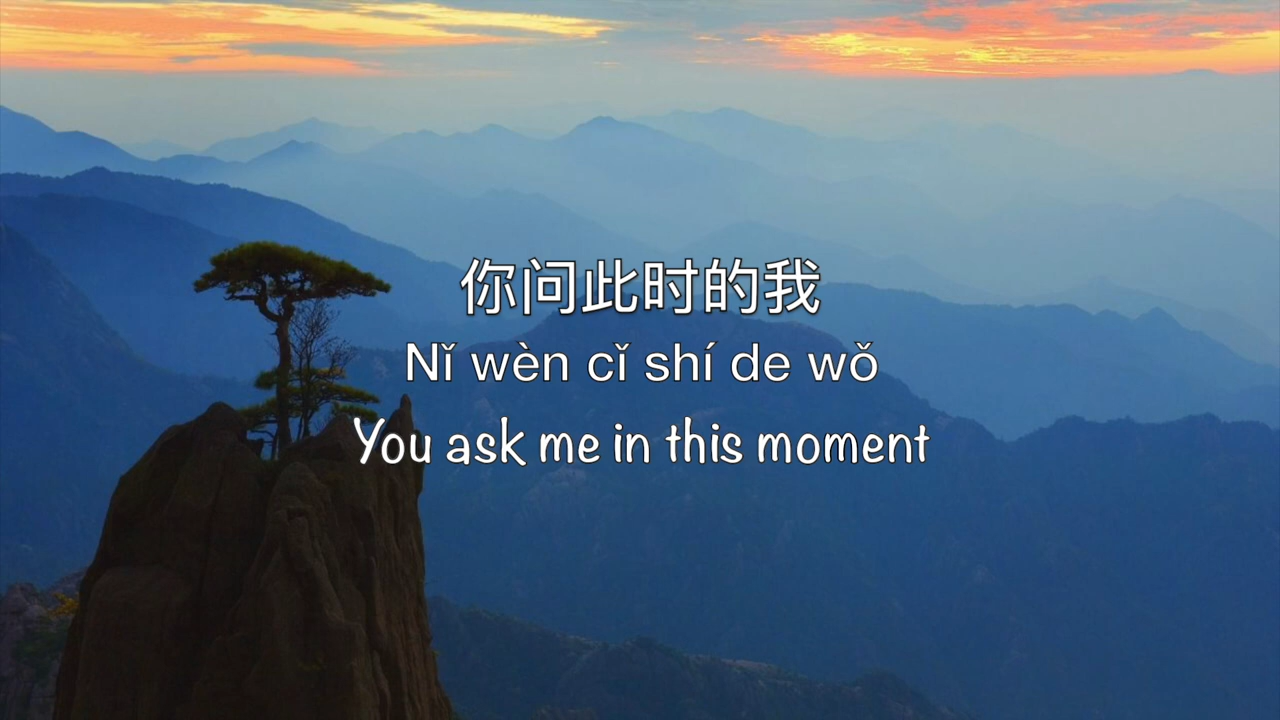 你问此时的我
Nǐ wèn cǐ shí de wǒ
You ask me in this moment